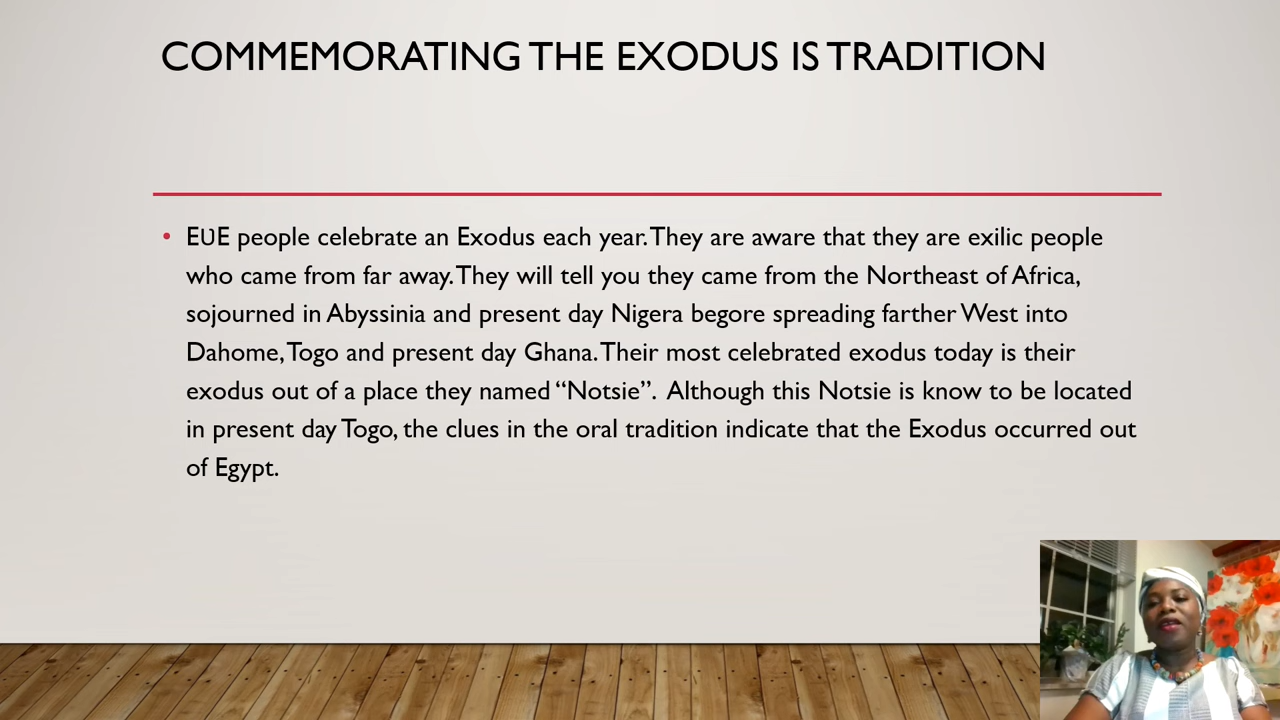 COMMEMORATING THE EXODUS IS TRADITION
• EƲE people celebrate an Exodus each year. They are aware that they are exilic people
who came from far away. They will tell you they came from the Northeast of Africa,
sojourned in Abyssinia and present day Nigera begore spreading farther West into
Dahome, Togo and present day Ghana. Their most celebrated exodus today is their
exodus out of a place they named “Notsie”. Although this Notsie is know to be located
in present day Togo, the clues in the oral tradition indicate that the Exodus occurred out
of Egypt.